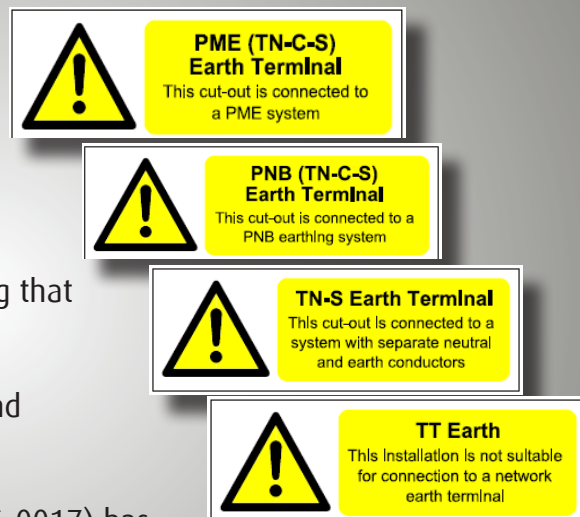 PME (TN-C-S)
Earth Terminal
This cut-out is connected to
a PME system
PNB (TN-C-S)
Earth Terminal
This cut-out is connected to a
PNB earthing system
that
TN-S Earth Terminal
This cut-out is connected to a
system with separate neutral
and earth conductors
TT Earth
This Installation is not suitable
for connection to a network
earth terminal
0017) has